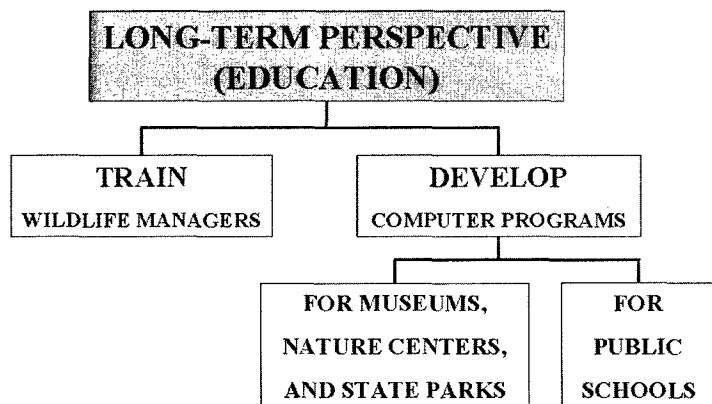 LONG-TERM PERSPECTIVE
(EDUCATION)
TRAIN
WILDLIFE MANAGERS
DEVELOP
COMPUTER PROGRAMS
FOR MUSEUMS,
NATURE CENTERS,
AND STATE PARKS
FOR
PUBLIC
SCHOOLS